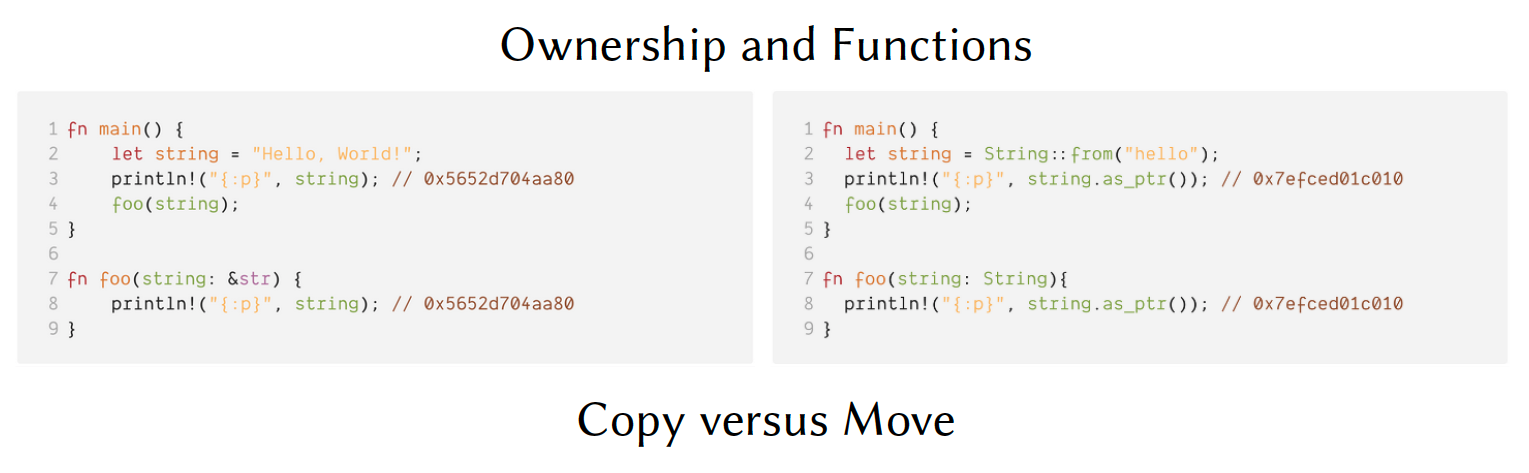 Ownership and Functions
1 fn main() {
2     let string = "Hello, World!";
3     println!("{:p}", string); // 0x5652d704aa80
4     foo(string);
5 }
6
7 fn foo(string: &str) {
8     println!("{:p}", string); // 0x5652d704aa80
9 }
1 fn main() {
2   let string = String::from("hello");
3   println!("{:p}", string.as_ptr()); // 0x7efced01c010
4   foo(string);
5 }
6
7 fn foo(string: String){
8   println!("{:p}", string.as_ptr()); // 0x7efced01c010
9 }
Copy versus Move